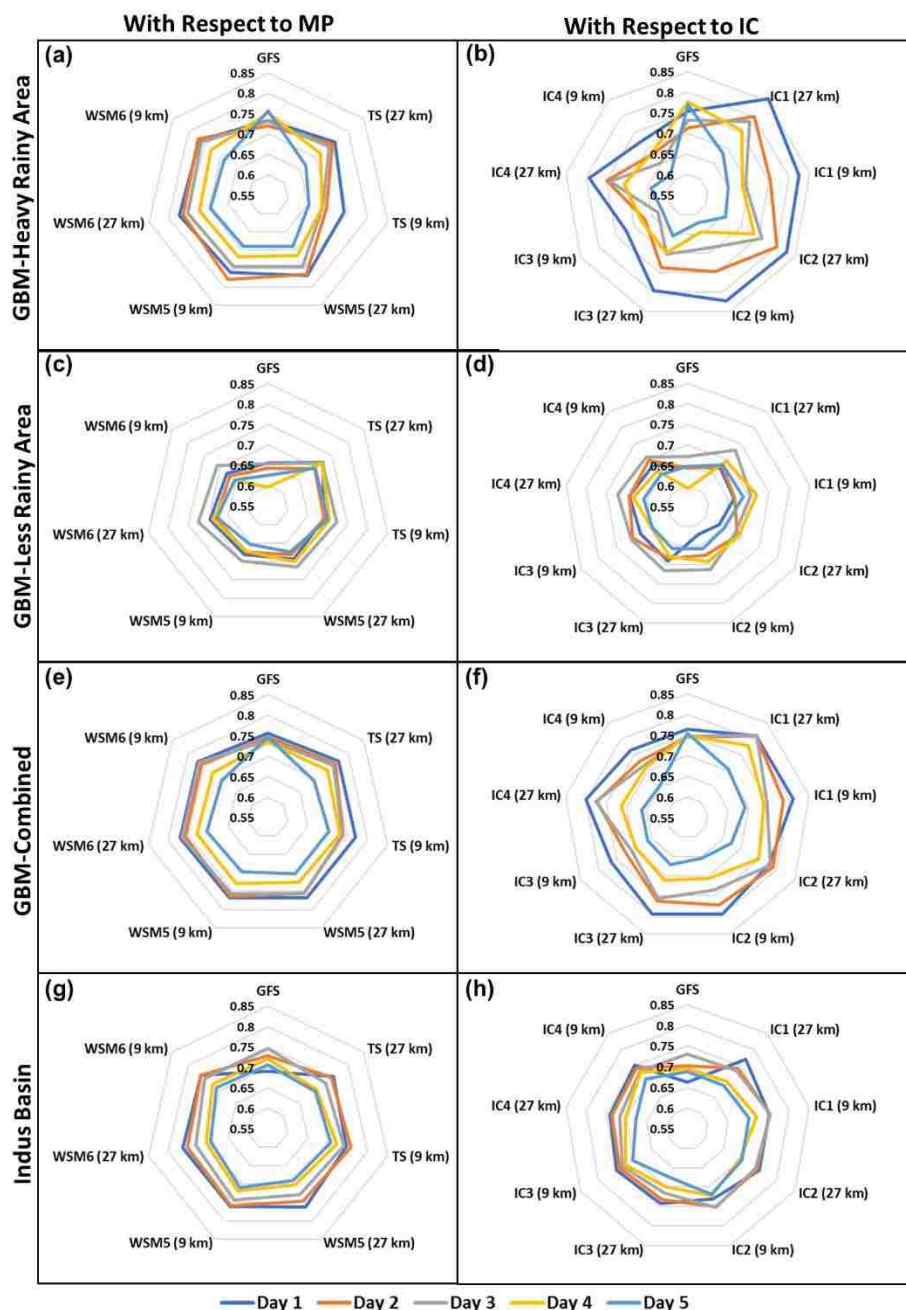 With Respect to MP
With Respect to IC
GBM-Heavy Rainy Area
(a)
GFS
0.85
0.8
0.75
0.7
0.65
0.6
0.55
TS (27 km)
TS (9 km)
WSM5 (27 km)
WSM5 (9 km)
WSM6 (27 km)
WSM6 (9 km)
(b)
GFS
0.85
0.8
0.75
0.7
0.65
0.6
0.55
IC1 (27 km)
IC1 (9 km)
IC2 (27 km)
IC2 (9 km)
IC3 (27 km)
IC3 (9 km)
IC4 (27 km)
IC4 (9 km)
GBM-Less Rainy Area
(c)
GFS
0.85
0.8
0.75
0.7
0.65
0.6
0.55
TS (27 km)
TS (9 km)
WSM5 (27 km)
WSM5 (9 km)
WSM6 (27 km)
WSM6 (9 km)
(d)
GFS
0.85
0.8
0.75
0.7
0.65
0.6
0.55
IC1 (27 km)
IC1 (9 km)
IC2 (27 km)
IC2 (9 km)
IC3 (27 km)
IC3 (9 km)
IC4 (27 km)
IC4 (9 km)
GBM-Combined
(e)
GFS
0.85
0.8
0.75
0.7
0.65
0.6
0.55
TS (27 km)
TS (9 km)
WSM5 (27 km)
WSM5 (9 km)
WSM6 (27 km)
WSM6 (9 km)
(f)
GFS
0.85
0.8
0.75
0.7
0.65
0.6
0.55
IC1 (27 km)
IC1 (9 km)
IC2 (27 km)
IC2 (9 km)
IC3 (27 km)
IC3 (9 km)
IC4 (27 km)
IC4 (9 km)
Indus Basin
(g)
GFS
0.85
0.8
0.75
0.7
0.65
0.6
0.55
TS (27 km)
TS (9 km)
WSM5 (27 km)
WSM5 (9 km)
WSM6 (27 km)
WSM6 (9 km)
(h)
GFS
0.85
0.8
0.75
0.7
0.65
0.6
0.55
IC1 (27 km)
IC1 (9 km)
IC2 (27 km)
IC2 (9 km)
IC3 (27 km)
IC3 (9 km)
IC4 (27 km)
IC4 (9 km)
Day 1 Day 2 Day 3 Day 4 Day 5